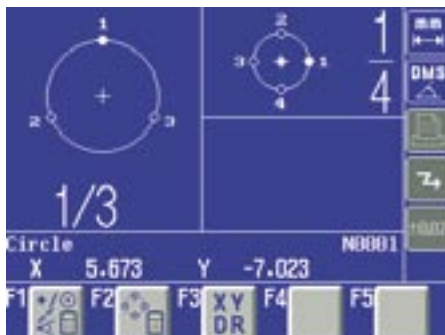 1
2
3
1/3
2
3
1
4
1
4
mm
DMS
Circle
N0001
X 5.673 Y -7.023
F1
F2
F3 XY DR
F4
F5